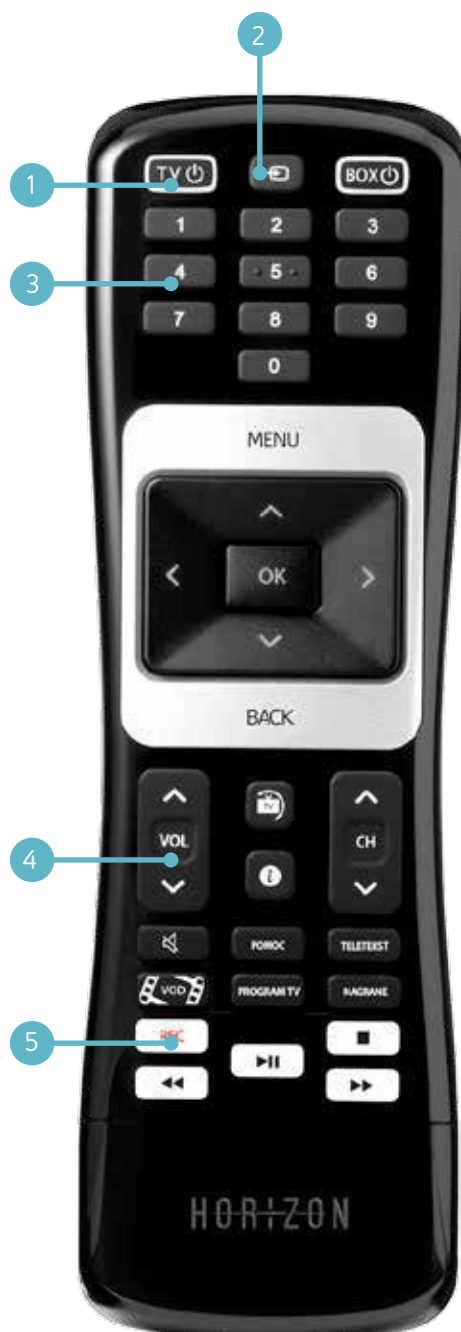 2
1
TV BOX
1 2 3
3
4 5 6
7 8 9
0
MENU
OK
BACK
VOL CH
TV
4
i
POMOC TELETEKST
VOD PROGRAM TV NAGRANE
5
REC
HORIZON